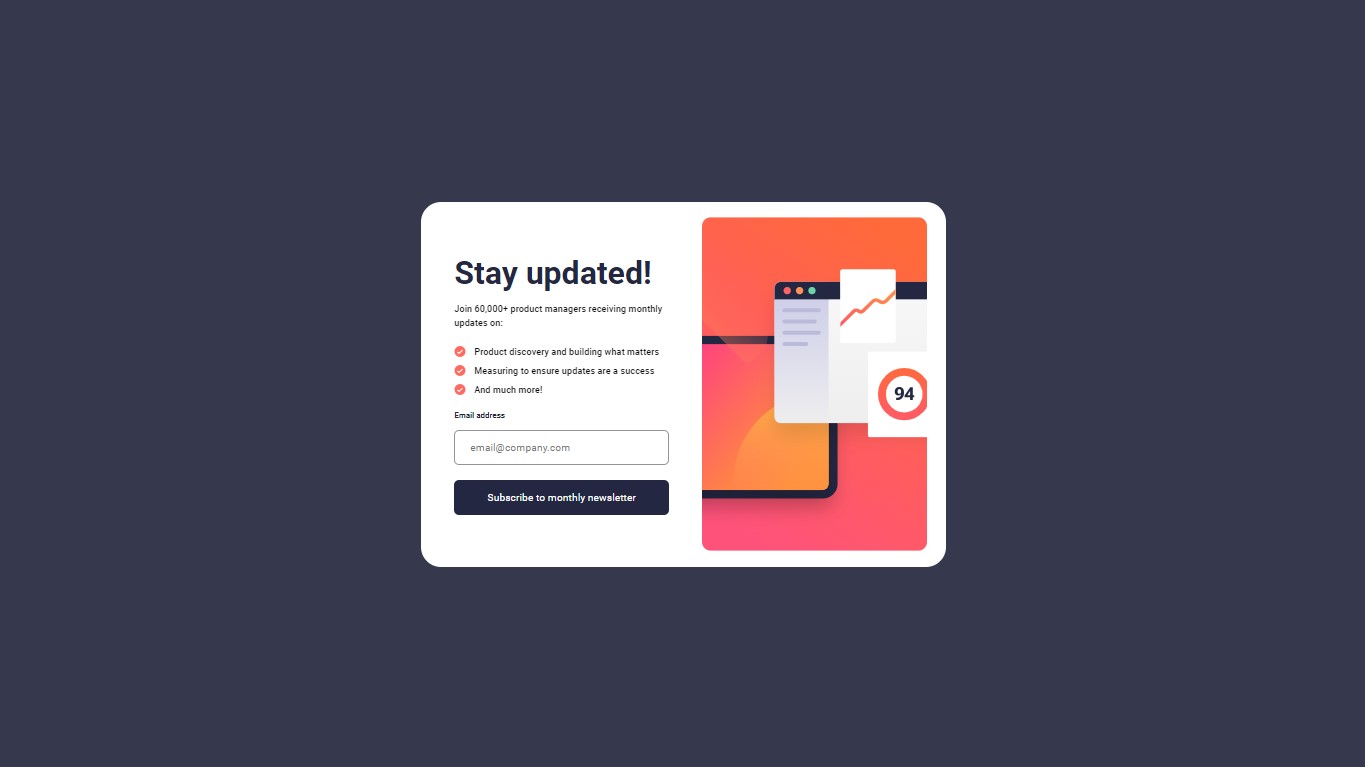 Stay updated!
Join 60,000+ product managers receiving monthly
updates on:
Product discovery and building what matters
Measuring to ensure updates are a success
And much more!
Email address
email@company.com
Subscribe to monthly newsletter
94